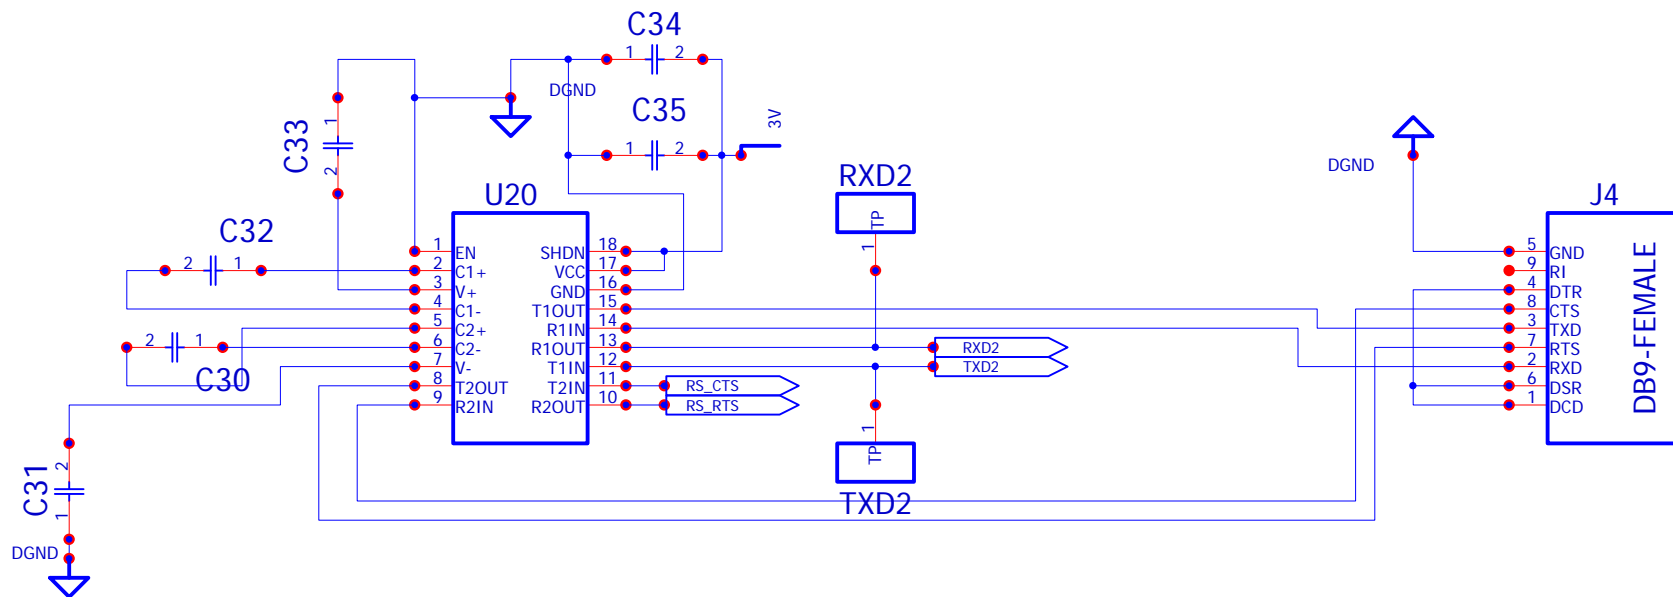 C34
1 2
DGND
C35
1 2
3V
C33
1
2
RXD2
TP
1
U20
J4
DGND
C32
2 1
1 EN
2 C1+
3 V+
4 C1-
5 C2+
6 C2-
7 V-
8 T2OUT
9 R2IN
SHDN 18
VCC 17
GND 16
T1OUT 15
R1IN 14
R1OUT 13
T1IN 12
T2IN 11
R2OUT 10
2 1
C30
RXD2
TXD2
RS_CTS
RS_RTS
1
TP
TXD2
5 GND
9 RI
4 DTR
8 CTS
3 TXD
7 RTS
2 RXD
6 DSR
1 DCD
DB9-FEMALE
C31
2
1
DGND